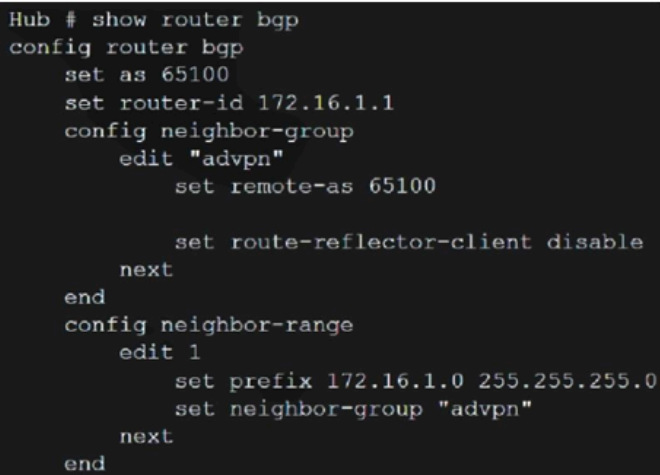 Hub # show router bgp
config router bgp
set as 65100
set router-id 172.16.1.1
config neighbor-group
edit "advpn"
set remote-as 65100
set route-reflector-client disable
next
end
config neighbor-range
edit 1
set prefix 172.16.1.0 255.255.255.0
set neighbor-group "advpn"
next
end